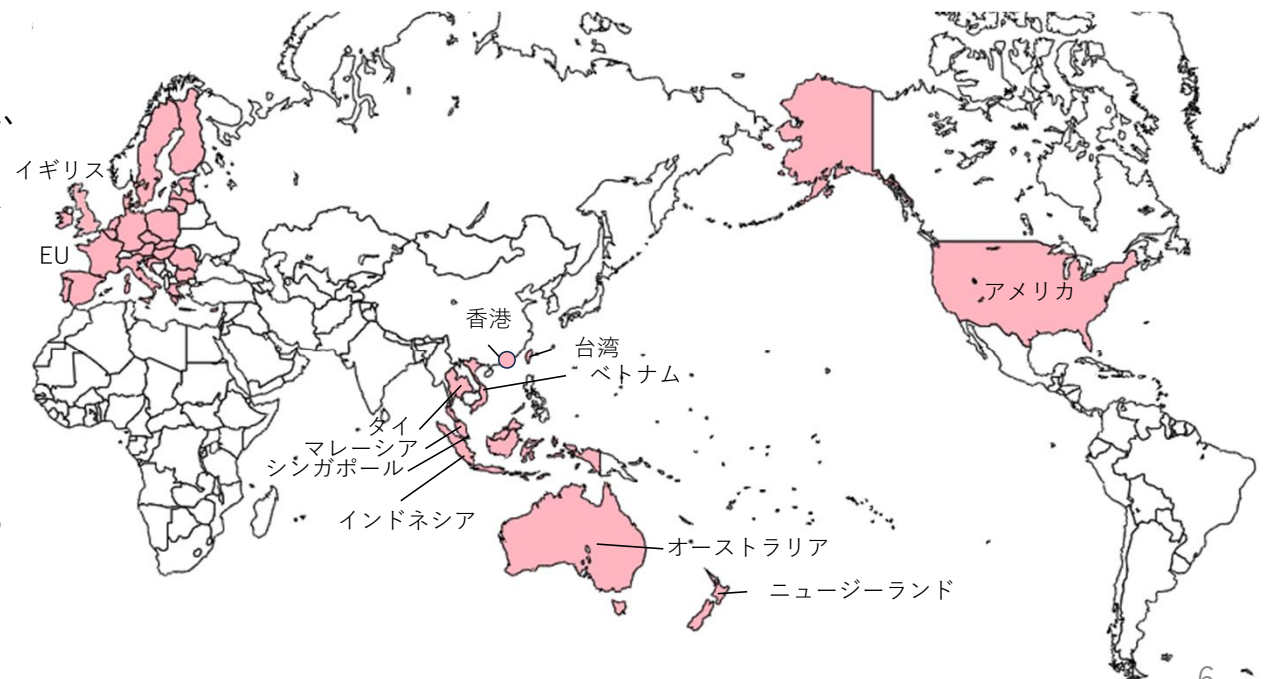 イギリス
EU
アメリカ
香港
台湾
ベトナム
タイ
マレーシア
シンガポール
インドネシア
オーストラリア
ニュージーランド
6